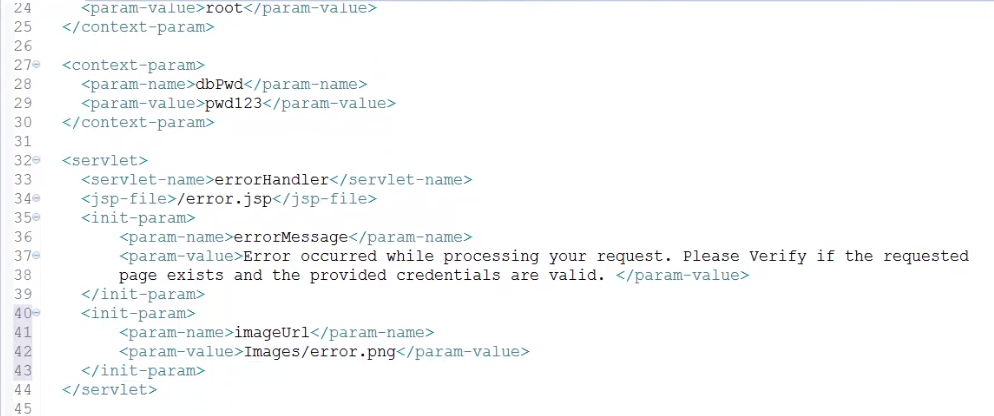 24 <param-value>root</param-value>
25 </context-param>
26
27 <context-param>
28 <param-name>dbPwd</param-name>
29 <param-value>pwd123</param-value>
30 </context-param>
31
32 <servlet>
33 <servlet-name>errorHandler</servlet-name>
34 <jsp-file>/error.jsp</jsp-file>
35 <init-param>
36 <param-name>errorMessage</param-name>
37 <param-value>Error occurred while processing your request. Please Verify if the requested
38 page exists and the provided credentials are valid. </param-value>
39 </init-param>
40 <init-param>
41 <param-name>imageUrl</param-name>
42 <param-value>Images/error.png</param-value>
43 </init-param>
44 </servlet>
45